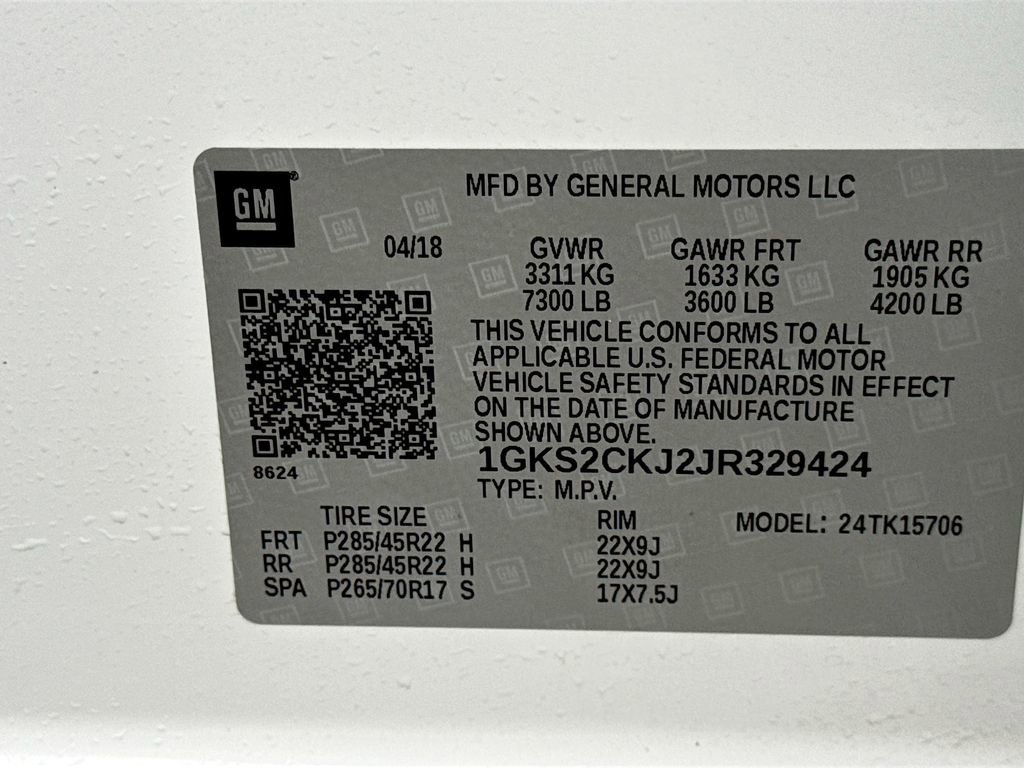 GM
MFD BY GENERAL MOTORS LLC
04/18
GVWR GAWR FRT GAWR RR
3311 KG 1633 KG 1905 KG
7300 LB 3600 LB 4200 LB
THIS VEHICLE CONFORMS TO ALL
APPLICABLE U.S. FEDERAL MOTOR
VEHICLE SAFETY STANDARDS IN EFFECT
ON THE DATE OF MANUFACTURE
SHOWN ABOVE.
8624
1GKS2CKJ2JR329424
TYPE: M.P.V.
TIRE SIZE RIM MODEL: 24TK15706
FRT P285/45R22 H 22X9J
RR P285/45R22 H 22X9J
SPA P265/70R17 S 17X7.5J